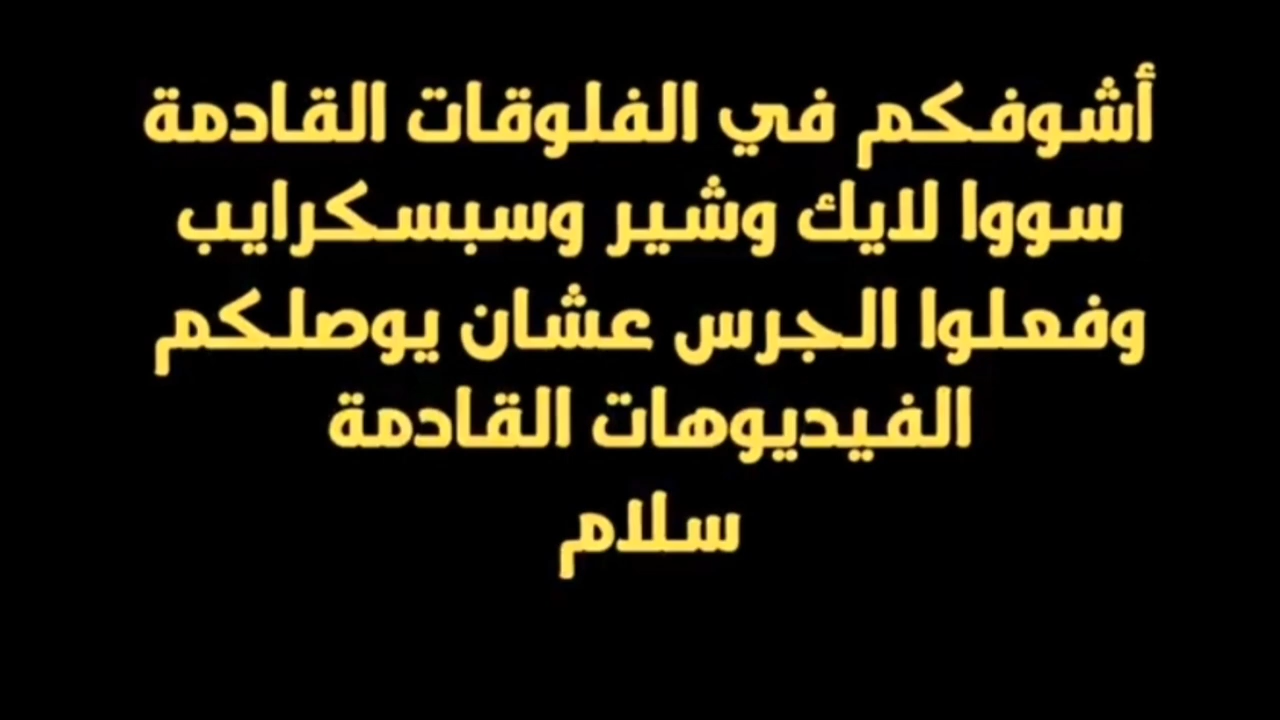 أشوفكم في الفلوقات القادمة
سووا لايك وشير وسبسكرايب
وفعلوا الجرس عشان يوصلكم
الفيديوهات القادمة
سلام